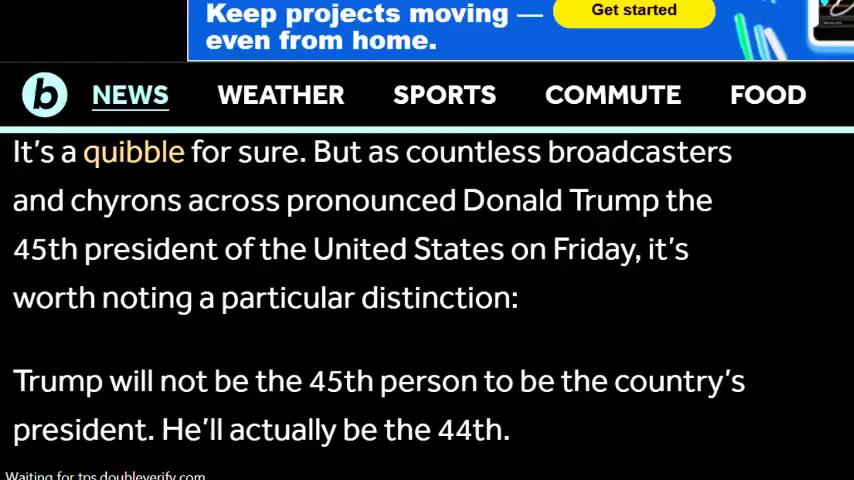 Keep projects moving —
even from home.
Get started
b NEWS WEATHER SPORTS COMMUTE FOOD
It's a quibble for sure. But as countless broadcasters
and chyrons across pronounced Donald Trump the
45th president of the United States on Friday, it's
worth noting a particular distinction:
Trump will not be the 45th person to be the country's
president. He'll actually be the 44th.
Waiting for tps.doubleverify.com